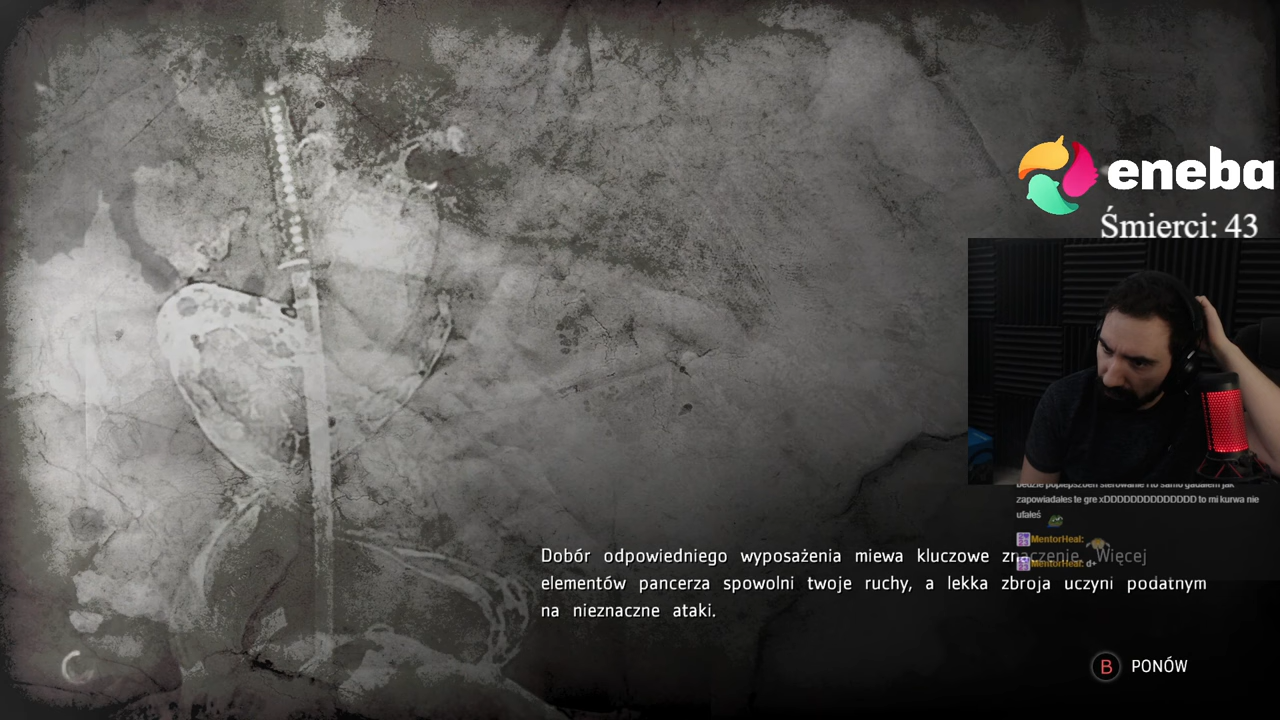 eneba
Śmierci: 43
zapowiadałes te gre xDDDDDDDDDDDDDD to mi kurwa nie
ufałeś
MentorHeal:
Dobór odpowiedniego wyposażenia miewa kluczowe znaczenie. Więcej
MentorHeal: d+
elementów pancerza spowolni twoje ruchy, a lekka zbroja uczyni podatnym
na nieznaczne ataki.
B PONÓW